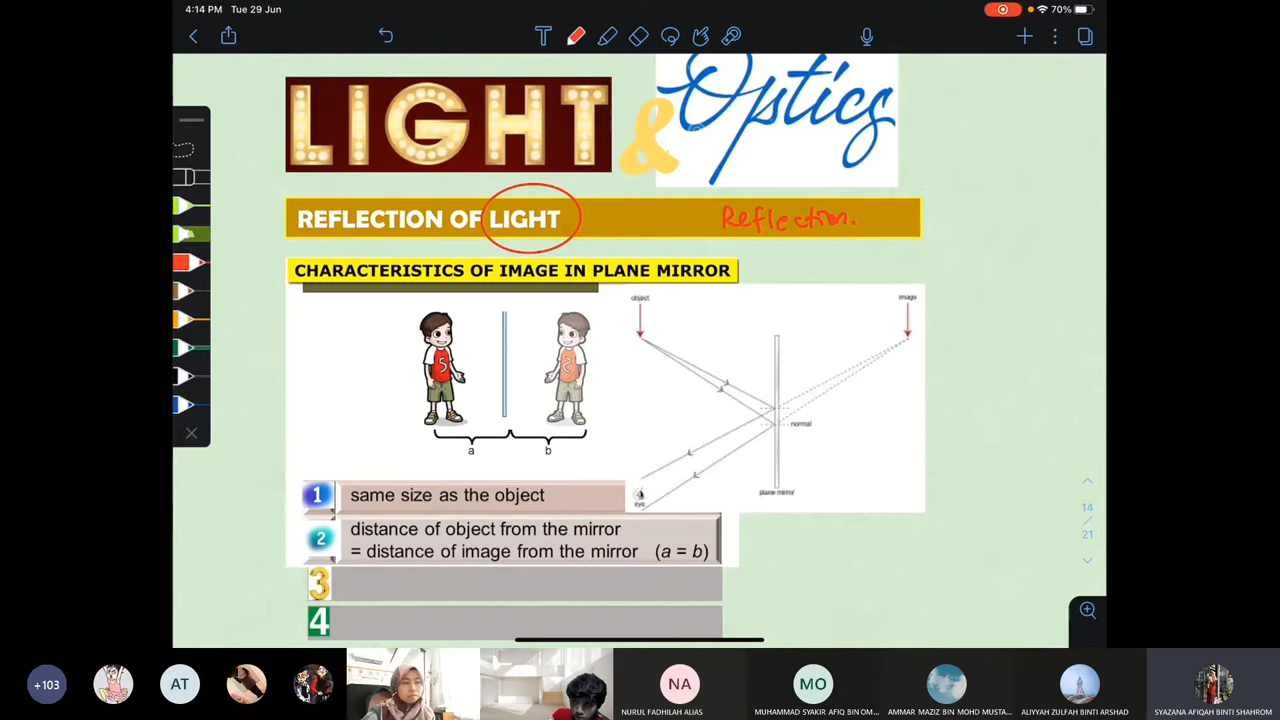 4:14 PM Tue 29 Jun
70%
T
LIGHT
&
Optics
REFLECTION OF LIGHT
Reflection.
CHARACTERISTICS OF IMAGE IN PLANE MIRROR
object
image
5
normal
a
b
plane mirror
eye
1 same size as the object
2 distance of object from the mirror
= distance of image from the mirror (a = b)
3
4
14
/
21
+103
AT
NA
MO
NURUL FADHILAH ALIAS
MUHAMMAD SYAKIR AFIQ BIN OM...
AMMAR MAZIZ BIN MOHD MUSTA...
ALIYYAH ZULFAH BINTI ARSHAD
SYAZANA AFIQAH BINTI SHAHROM